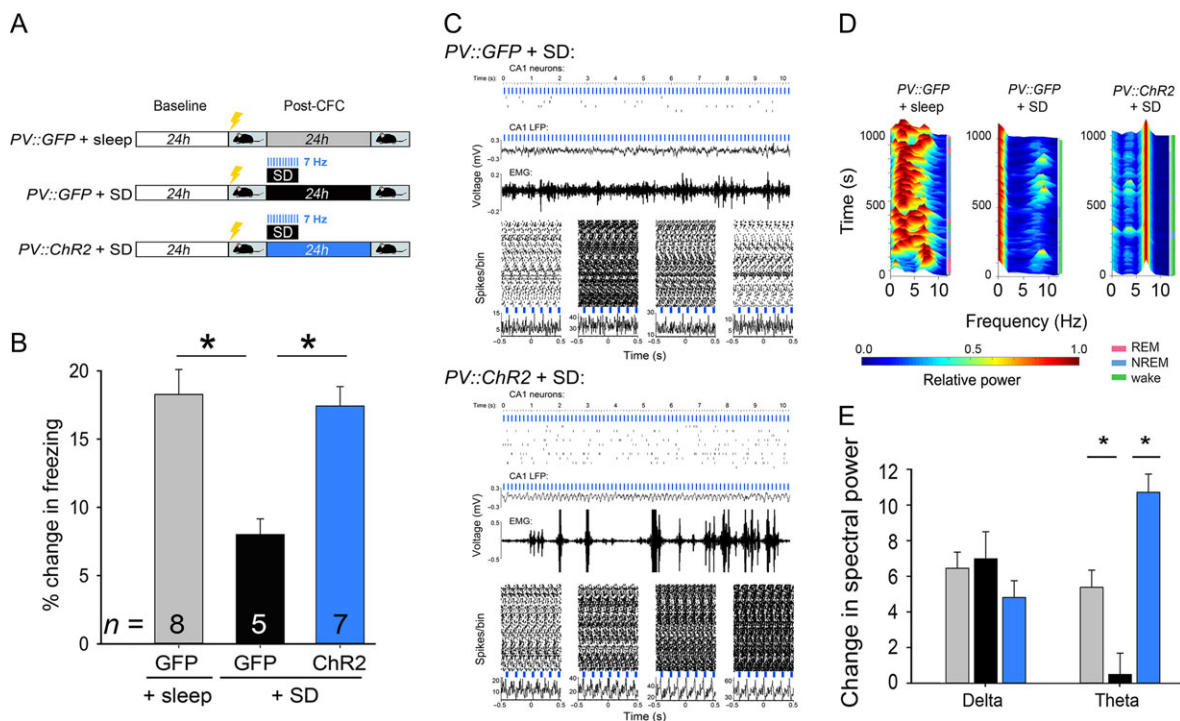 A
Baseline
Post-CFC
PV::GFP + sleep
24h
24h
7 Hz
SD
PV::GFP + SD
24h
24h
7 Hz
SD
PV::ChR2 + SD
24h
24h
B
* *
% change in freezing
20
15
10
5
0
n = 8 5 7
GFP GFP ChR2
+ sleep + SD
C
PV::GFP + SD:
CA1 neurons:
Time (s): 0 1 2 3 4 5 6 7 8 9 10
CA1 LFP:
Voltage (mV)
0.3
-0.3
0.2
EMG:
-0.2
Spikes/bin
15 5
40 30
30
10
-0.5 0 0.5 -0.5 0 0.5 -0.5 0 0.5 -0.5 0 0.5
Time (s)
PV::ChR2 + SD:
CA1 neurons:
Time (s): 0 1 2 3 4 5 6 7 8 9 10
CA1 LFP:
Voltage (mV)
0.3
-0.3
0.5
EMG:
-0.5
Spikes/bin
20 10
40
40
60 30
-0.5 0 0.5 -0.5 0 0.5 -0.5 0 0.5 -0.5 0 0.5
Time (s)
D
PV::GFP + sleep
PV::GFP + SD
PV::ChR2 + SD
Time (s)
1000 1000 1000
500 500 500
0 0 0
0 5 10 0 5 10 0 5 10
Frequency (Hz)
0.0 0.5 1.0
Relative power
REM
NREM
wake
E
* *
Change in spectral power
12
10
8
6
4
2
0
Delta Theta